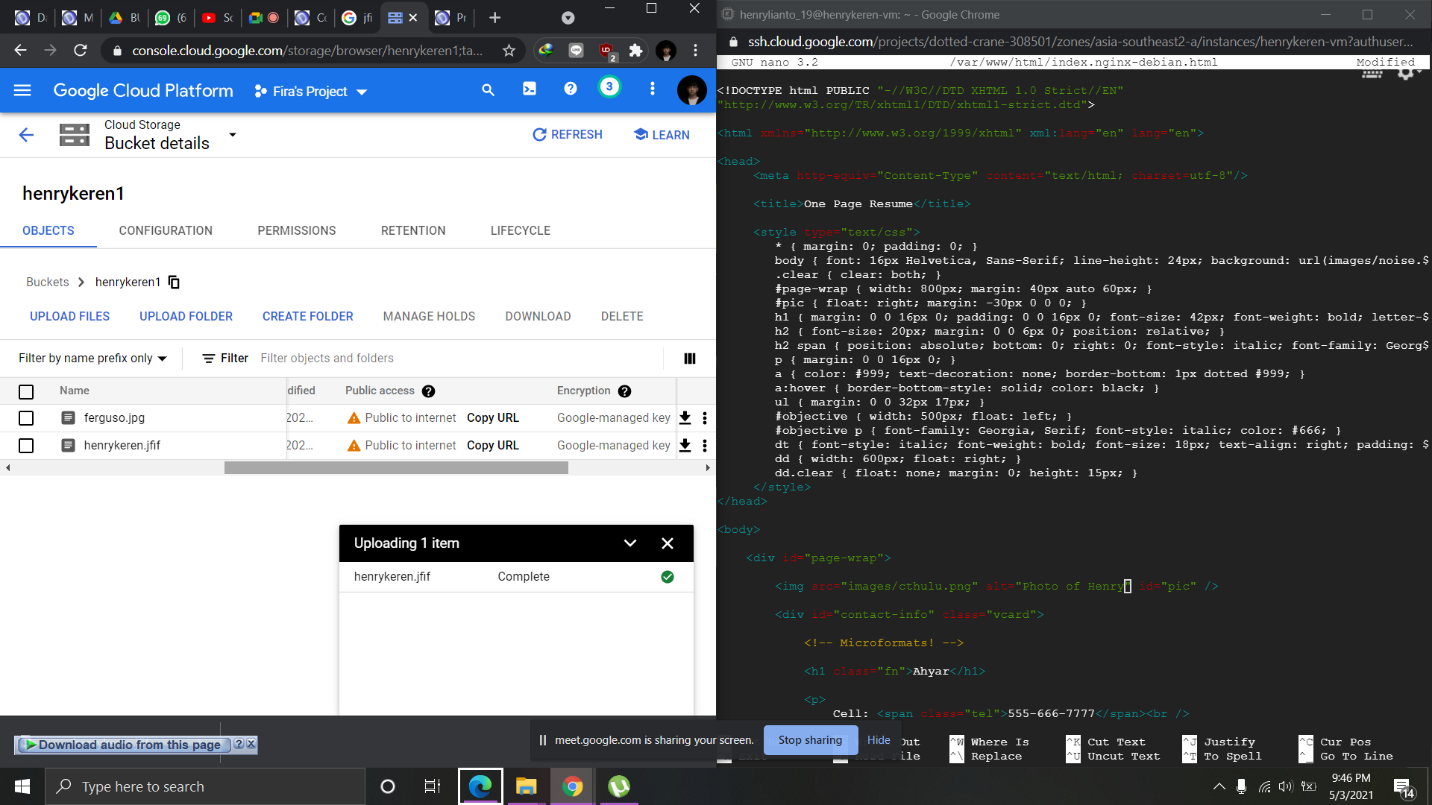 Da
M
Bl
(6
Sc
Co
jfi
Pr
console.cloud.google.com/storage/browser/henrykeren1;ta...
2
Google Cloud Platform
Fira's Project
3
Cloud Storage
Bucket details
REFRESH
LEARN
henrykeren1
OBJECTS
CONFIGURATION
PERMISSIONS
RETENTION
LIFECYCLE
Buckets
henrykeren1
UPLOAD FILES
UPLOAD FOLDER
CREATE FOLDER
MANAGE HOLDS
DOWNLOAD
DELETE
Filter by name prefix only
Filter
Filter objects and folders
Name
dified
Public access
Encryption
ferguso.jpg
202...
Public to internet
Copy URL
Google-managed key
henrykeren.jfif
202...
Public to internet
Copy URL
Google-managed key
Uploading 1 item
henrykeren.jfif
Complete
Download audio from this page
? x
henrylianto_19@henrykeren-vm: ~ - Google Chrome
ssh.cloud.google.com/projects/dotted-crane-308501/zones/asia-southeast2-a/instances/henrykeren-vm?authuser...
GNU nano 3.2 /var/www/html/index.nginx-debian.html Modified
<!DOCTYPE html PUBLIC "-//W3C//DTD XHTML 1.0 Strict//EN"
"http://www.w3.org/TR/xhtml1/DTD/xhtml1-strict.dtd">
<html xmlns="http://www.w3.org/1999/xhtml" xml:lang="en" lang="en">
<head>
<meta http-equiv="Content-Type" content="text/html; charset=utf-8"/>
<title>One Page Resume</title>
<style type="text/css">
* { margin: 0; padding: 0; }
body { font: 16px Helvetica, Sans-Serif; line-height: 24px; background: url(images/noise.$
.clear { clear: both; }
#page-wrap { width: 800px; margin: 40px auto 60px; }
#pic { float: right; margin: -30px 0 0 0; }
h1 { margin: 0 0 16px 0; padding: 0 0 16px 0; font-size: 42px; font-weight: bold; letter-$
h2 { font-size: 20px; margin: 0 0 6px 0; position: relative; }
h2 span { position: absolute; bottom: 0; right: 0; font-style: italic; font-family: Georg$
p { margin: 0 0 16px 0; }
a { color: #999; text-decoration: none; border-bottom: 1px dotted #999; }
a:hover { border-bottom-style: solid; color: black; }
ul { margin: 0 0 32px 17px; }
#objective { width: 500px; float: left; }
#objective p { font-family: Georgia, Serif; font-style: italic; color: #666; }
dt { font-style: italic; font-weight: bold; font-size: 18px; text-align: right; padding: $
dd { width: 600px; float: right; }
dd.clear { float: none; margin: 0; height: 15px; }
</style>
</head>
<body>
<div id="page-wrap">
<img src="images/cthulu.png" alt="Photo of Henry" id="pic" />
<div id="contact-info" class="vcard">
<!-- Microformats! -->
<h1 class="fn">Ahyar</h1>
<p>
Cell: <span class="tel">555-666-7777</span><br />
meet.google.com is sharing your screen.
Stop sharing
Hide
Out ^W Where Is ^K Cut Text ^J Justify ^C Cur Pos
File ^\ Replace ^U Uncut Text ^T To Spell ^_ Go To Line
Type here to search
9:46 PM
5/3/2021
14